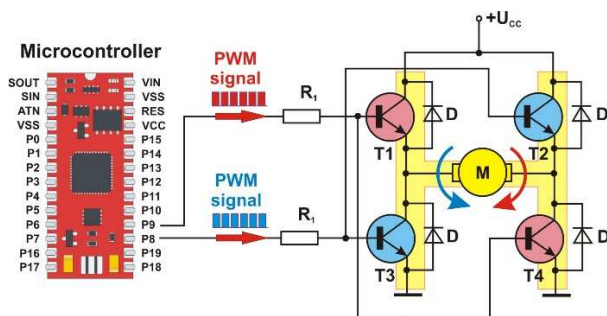 +Ucc
Microcontroller
PWM
signal
R1
SOUT
SIN
ATN
VSS
P0
P1
P2
P3
P4
P5
P6
P7
P16
P17
VIN
VSS
RES
VCC
P15
P14
P13
P12
P11
P10
P9
P8
P19
P18
PWM
signal
R1
T1
D
T2
D
M
T3
D
T4
D